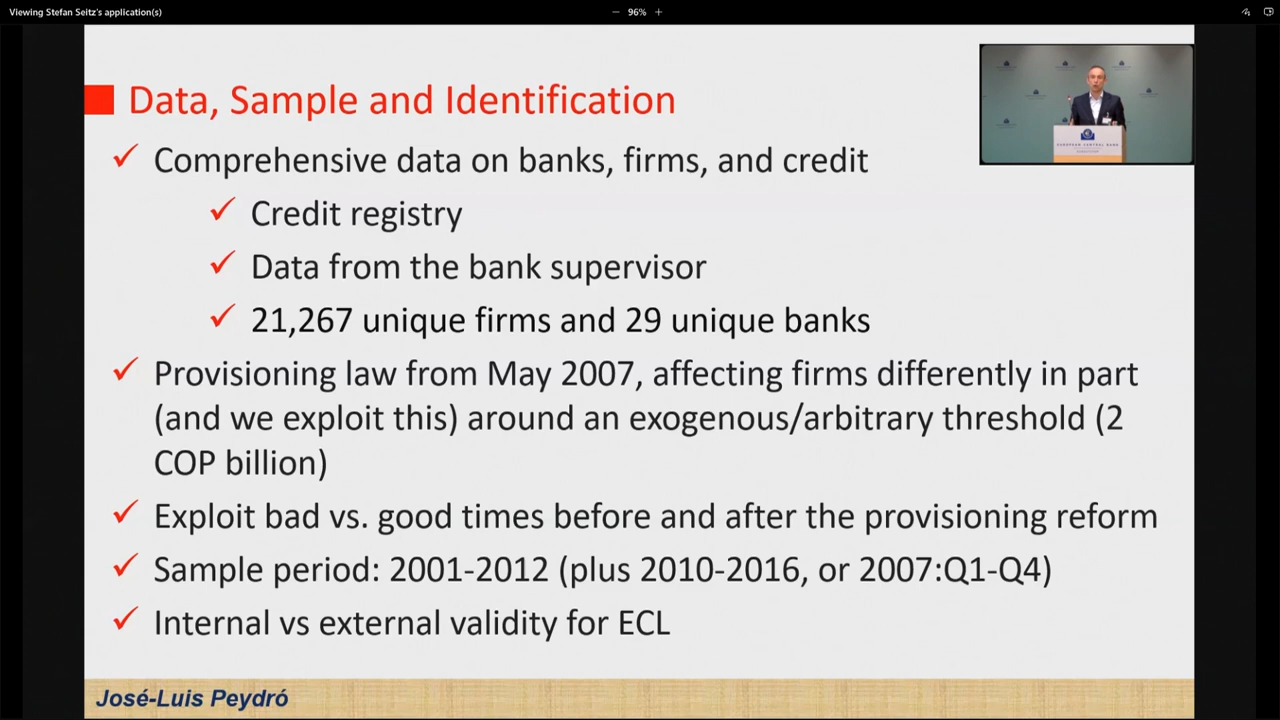 Viewing Stefan Seitz's application(s)
− 96% +
Data, Sample and Identification
Comprehensive data on banks, firms, and credit
Credit registry
Data from the bank supervisor
21,267 unique firms and 29 unique banks
Provisioning law from May 2007, affecting firms differently in part
(and we exploit this) around an exogenous/arbitrary threshold (2
COP billion)
Exploit bad vs. good times before and after the provisioning reform
Sample period: 2001-2012 (plus 2010-2016, or 2007:Q1-Q4)
Internal vs external validity for ECL
José-Luis Peydró
EUROPEAN CENTRAL BANK